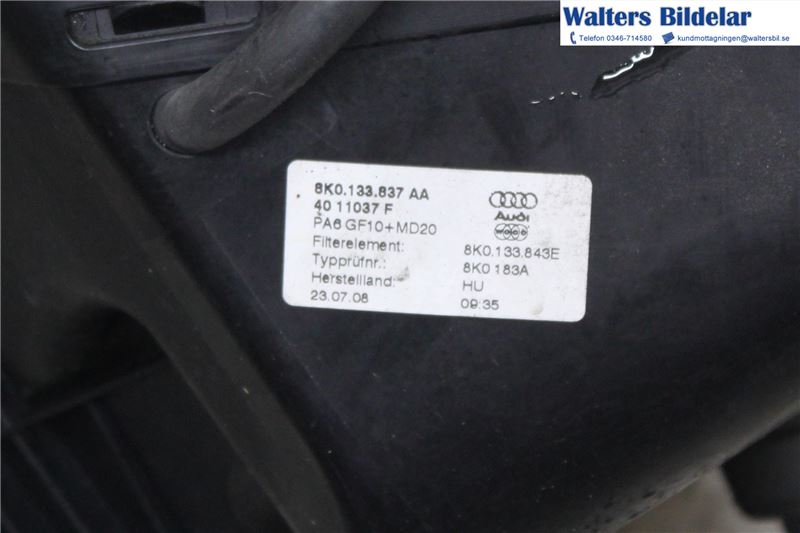 Walters Bildelar
Telefon 0346-714580 kundmottagningen@waltersbil.se
8K0.133.837 AA
40 11037 F
PA6 GF10+MD20
Audi
Filterelement: 8K0.133.843E
Typprüfnr.: 8K0 183A
Herstellland: HU
23.07.08 09:35